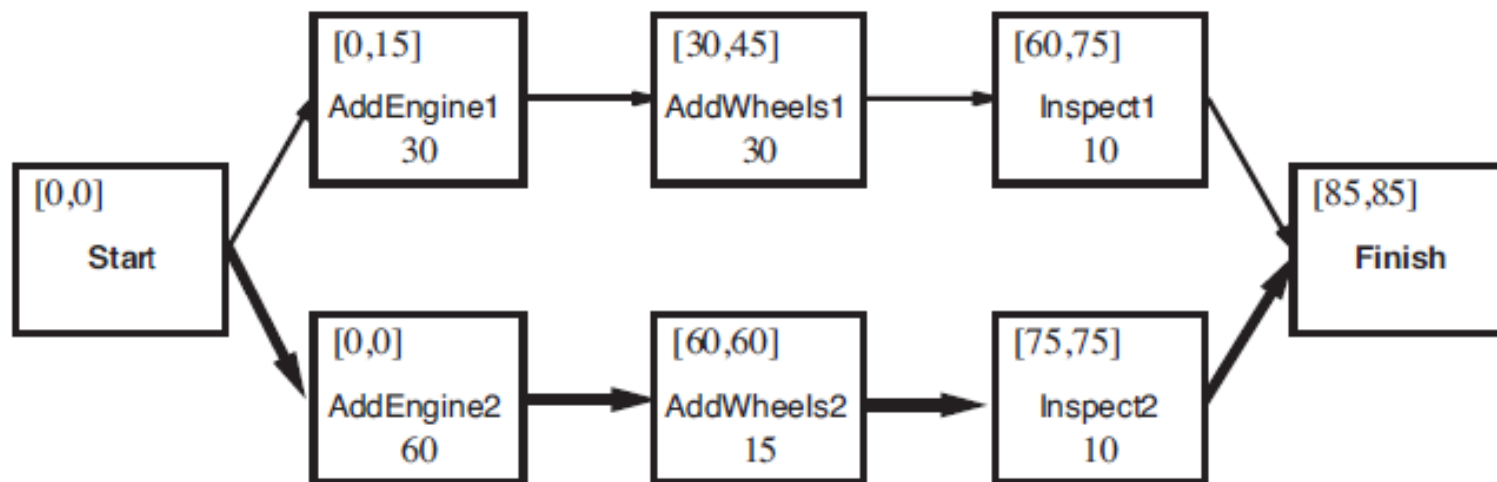 [0,15]
AddEngine1
30
[30,45]
AddWheels1
30
[60,75]
Inspect1
10
[0,0]
Start
[85,85]
Finish
[0,0]
AddEngine2
60
[60,60]
AddWheels2
15
[75,75]
Inspect2
10